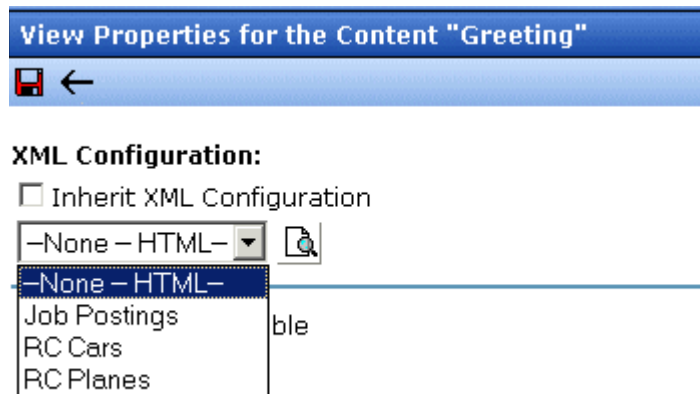 View Properties for the Content "Greeting"
XML Configuration:
Inherit XML Configuration
–None – HTML–
–None – HTML–
Job Postings
ble
RC Cars
RC Planes